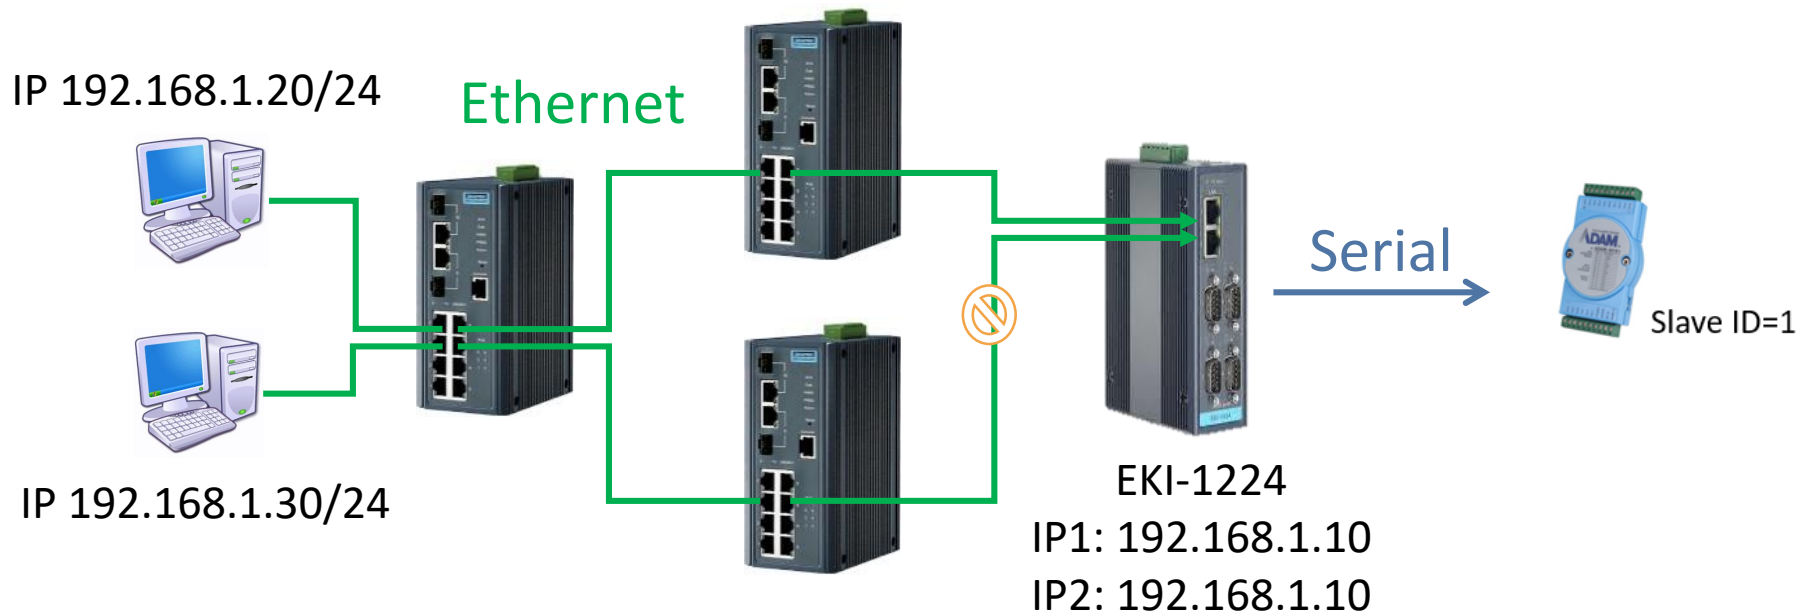 IP 192.168.1.20/24
Ethernet
IP 192.168.1.30/24
Serial
ADAM
Slave ID=1
EKI-1224
IP1: 192.168.1.10
IP2: 192.168.1.10